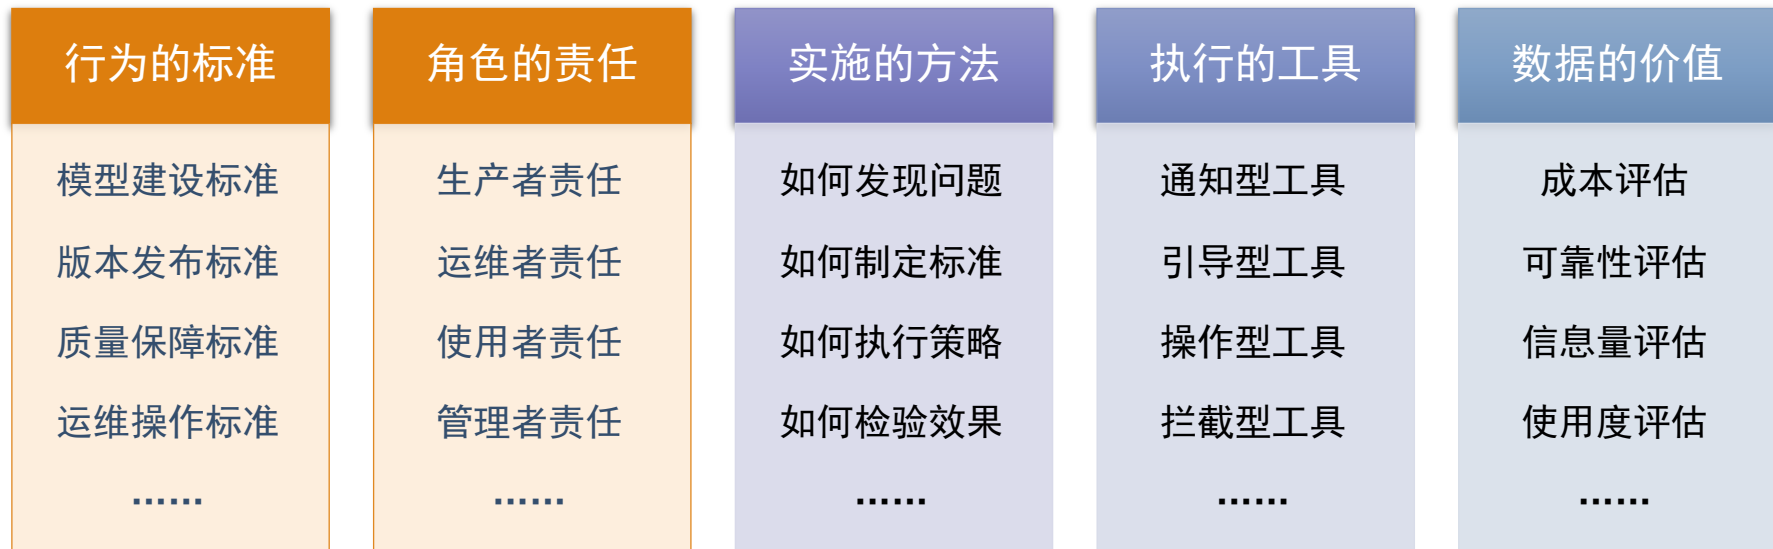 行为的标准
模型建设标准
版本发布标准
质量保障标准
运维操作标准
……
角色的责任
生产者责任
运维者责任
使用者责任
管理者责任
……
实施的方法
如何发现问题
如何制定标准
如何执行策略
如何检验效果
……
执行的工具
通知型工具
引导型工具
操作型工具
拦截型工具
……
数据的价值
成本评估
可靠性评估
信息量评估
使用度评估
……